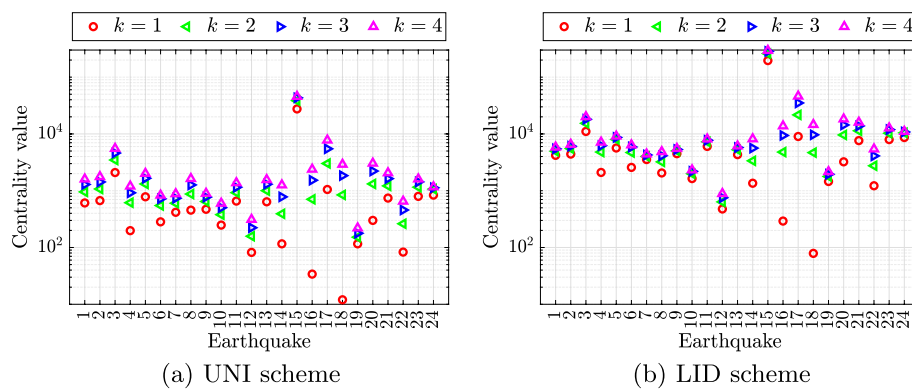 k = 1 k = 2 k = 3 k = 4
Centrality value
10^4
10^2
1 2 3 4 5 6 7 8 9 10 11 12 13 14 15 16 17 18 19 20 21 22 23 24
Earthquake
(a) UNI scheme
k = 1 k = 2 k = 3 k = 4
Centrality value
10^4
10^2
1 2 3 4 5 6 7 8 9 10 11 12 13 14 15 16 17 18 19 20 21 22 23 24
Earthquake
(b) LID scheme